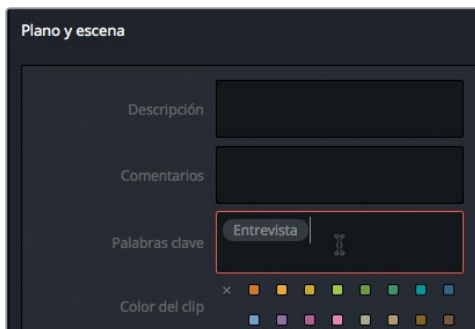 Plano y escena
Descripción
Comentarios
Palabras clave
Entrevista
Color del clip